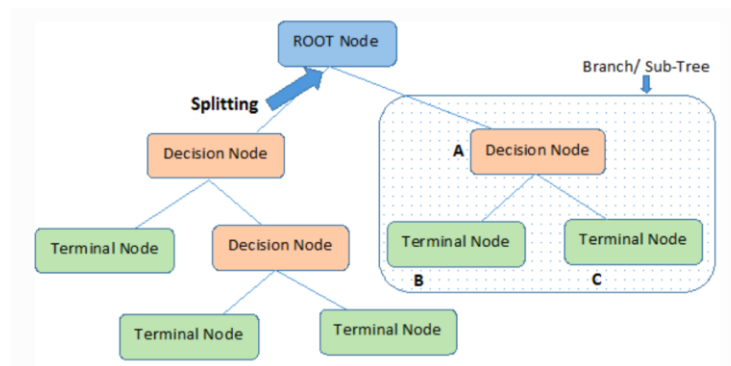 ROOT Node
Branch/ Sub-Tree
Splitting
Decision Node
A
Decision Node
Terminal Node
Decision Node
Terminal Node
Terminal Node
B
C
Terminal Node
Terminal Node